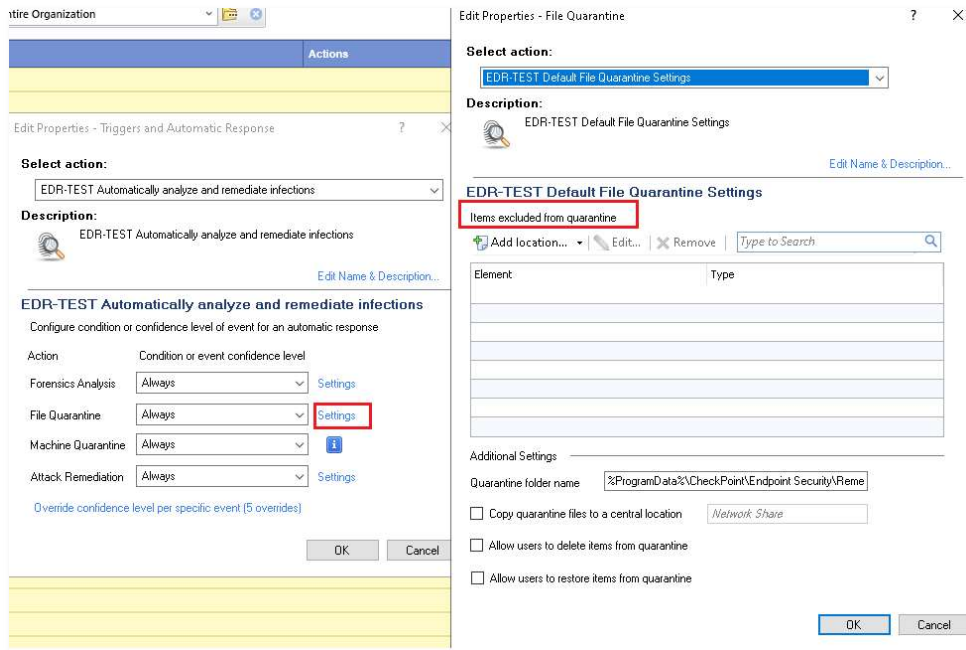 ntire Organization
Actions
Edit Properties - Triggers and Automatic Response ?
Select action:
EDR-TEST Automatically analyze and remediate infections
Description:
EDR-TEST Automatically analyze and remediate infections
Edit Name & Description...
EDR-TEST Automatically analyze and remediate infections
Configure condition or confidence level of event for an automatic response
Action Condition or event confidence level
Forensics Analysis Always Settings
File Quarantine Always Settings
Machine Quarantine Always i
Attack Remediation Always Settings
Override confidence level per specific event (5 overrides)
OK Cancel
Edit Properties - File Quarantine ?
Select action:
EDR-TEST Default File Quarantine Settings
Description:
EDR-TEST Default File Quarantine Settings
Edit Name & Description...
EDR-TEST Default File Quarantine Settings
Items excluded from quarantine
Add location... Edit... Remove Type to Search
Element Type
Additional Settings
Quarantine folder name %ProgramData%\CheckPoint\Endpoint Security\Reme
Copy quarantine files to a central location Network Share
Allow users to delete items from quarantine
Allow users to restore items from quarantine
OK Cancel